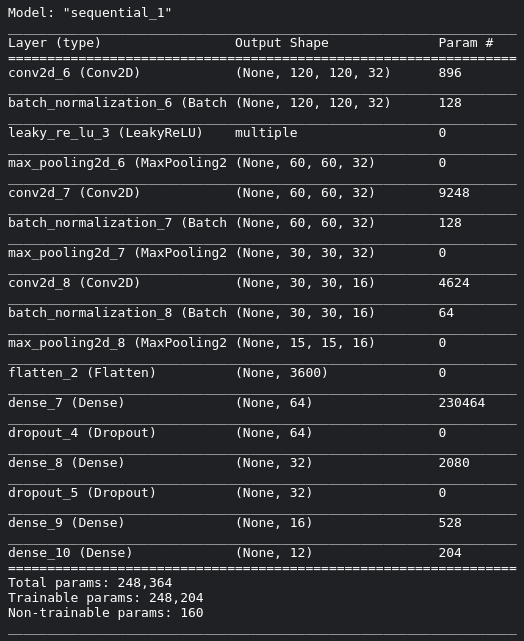 Model: "sequential_1"
Layer (type) Output Shape Param #
conv2d_6 (Conv2D) (None, 120, 120, 32) 896
batch_normalization_6 (Batch (None, 120, 120, 32) 128
leaky_re_lu_3 (LeakyReLU) multiple 0
max_pooling2d_6 (MaxPooling2 (None, 60, 60, 32) 0
conv2d_7 (Conv2D) (None, 60, 60, 32) 9248
batch_normalization_7 (Batch (None, 60, 60, 32) 128
max_pooling2d_7 (MaxPooling2 (None, 30, 30, 32) 0
conv2d_8 (Conv2D) (None, 30, 30, 16) 4624
batch_normalization_8 (Batch (None, 30, 30, 16) 64
max_pooling2d_8 (MaxPooling2 (None, 15, 15, 16) 0
flatten_2 (Flatten) (None, 3600) 0
dense_7 (Dense) (None, 64) 230464
dropout_4 (Dropout) (None, 64) 0
dense_8 (Dense) (None, 32) 2080
dropout_5 (Dropout) (None, 32) 0
dense_9 (Dense) (None, 16) 528
dense_10 (Dense) (None, 12) 204
Total params: 248,364
Trainable params: 248,204
Non-trainable params: 160